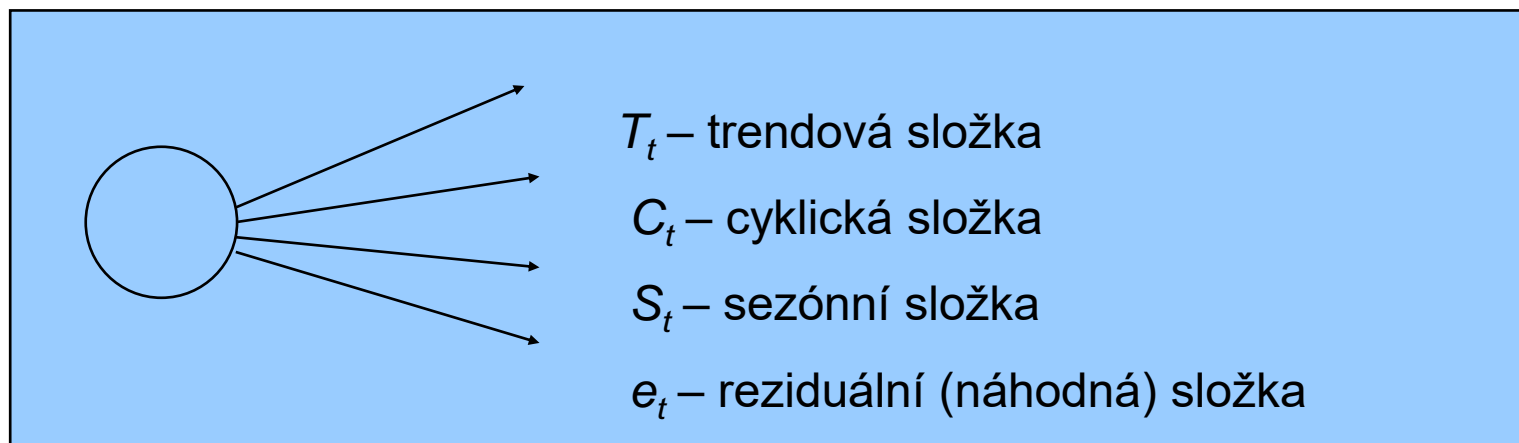 Tt – trendová složka
Ct – cyklická složka
St – sezónní složka
et – reziduální (náhodná) složka